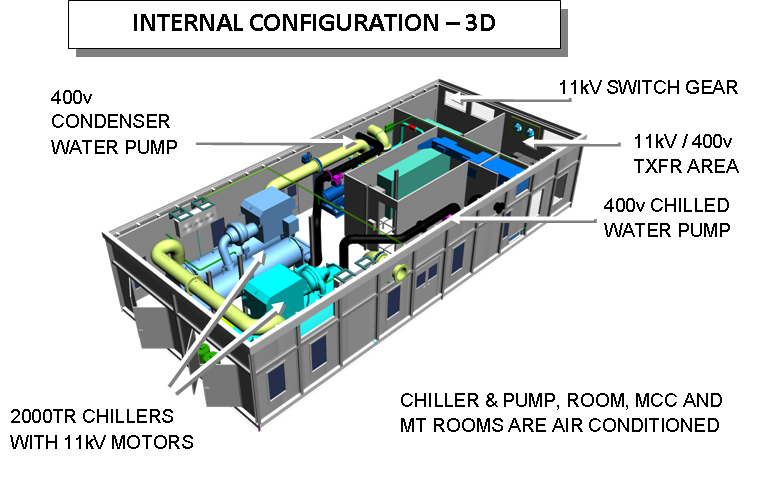 INTERNAL CONFIGURATION – 3D
400v
CONDENSER
WATER PUMP
11kV SWITCH GEAR
11kV / 400v
TXFR AREA
400v CHILLED
WATER PUMP
2000TR CHILLERS
WITH 11kV MOTORS
CHILLER & PUMP, ROOM, MCC AND
MT ROOMS ARE AIR CONDITIONED